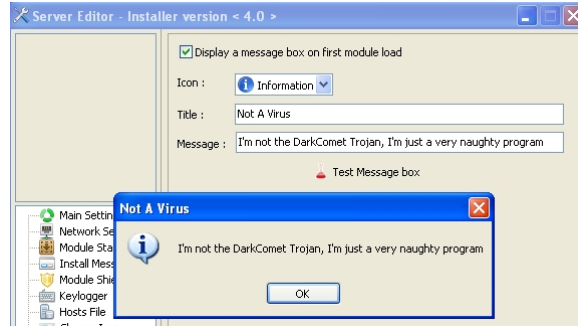 Server Editor - Installer version < 4.0 >
Display a message box on first module load
Icon :
Information
Title :
Not A Virus
Message :
I'm not the DarkComet Trojan, I'm just a very naughty program
Test Message box
Main Settin
Network Se
Module Sta
Install Mess
Module Shie
Keylogger
Hosts File
Not A Virus
I'm not the DarkComet Trojan, I'm just a very naughty program
OK